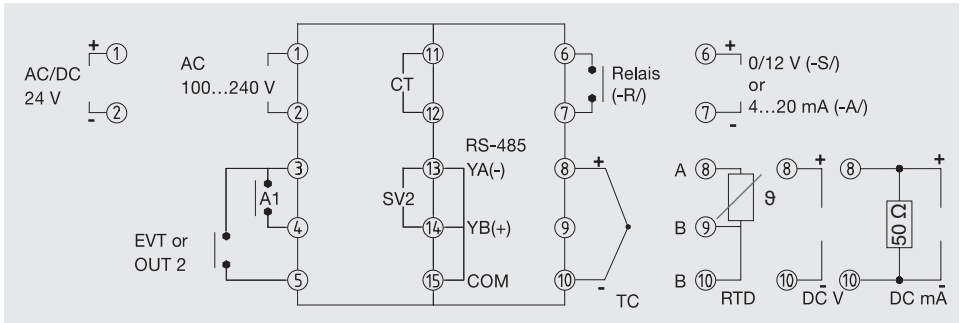 + 1
AC/DC
24 V
- 2
AC
100...240 V
1
2
3
A1
4
EVT or
OUT 2
5
11
CT
12
RS-485
13 YA(-)
SV2
14 YB(+)
15 COM
6
Relais
(-R/)
7
8 +
9
10 -
TC
6 +
0/12 V (-S/)
or
4...20 mA (-A/)
7 -
A 8
ϑ
B 9
B 10
RTD
8 +
10 -
DC V
8 +
50 Ω
10 -
DC mA